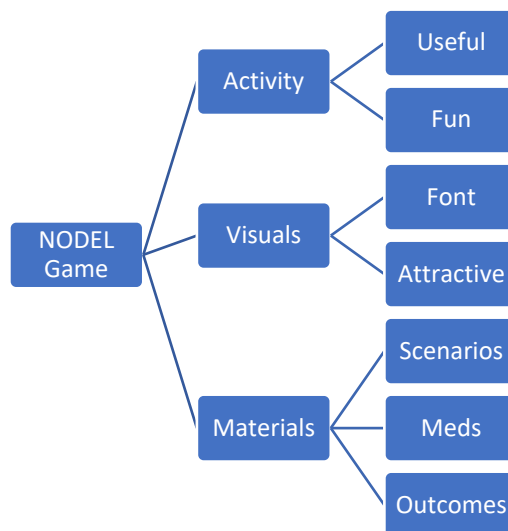 NODEL
Game
Activity
Useful
Fun
Visuals
Font
Attractive
Materials
Scenarios
Meds
Outcomes